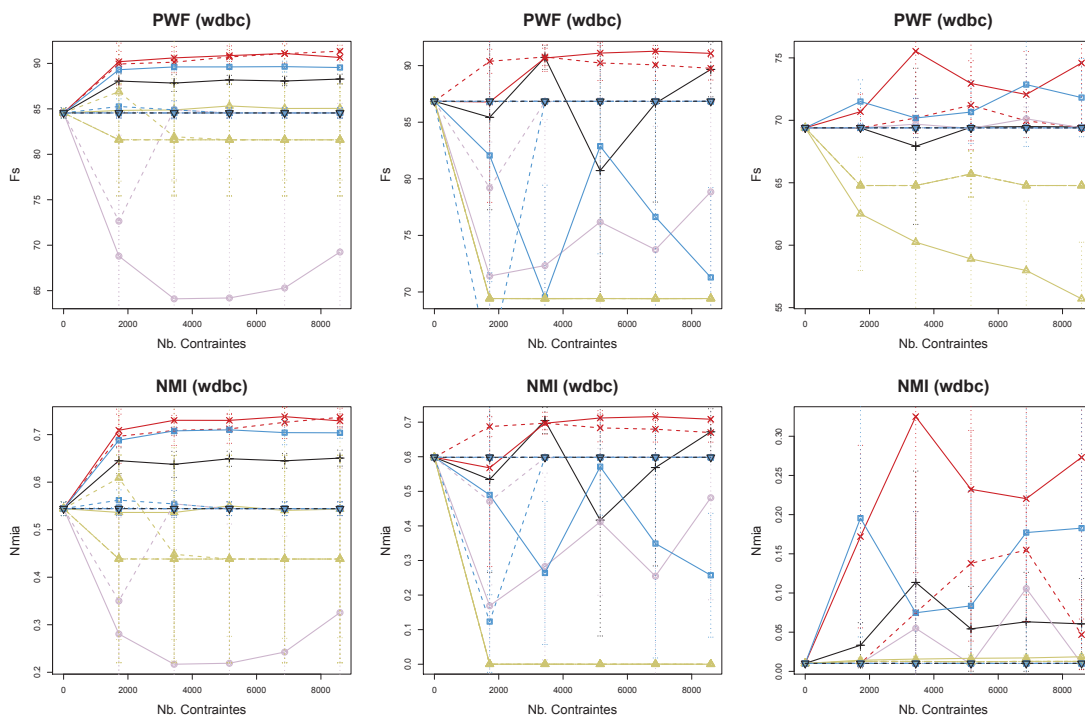 PWF (wdbc)
Fs
90
85
80
75
70
65
0 2000 4000 6000 8000
Nb. Contraintes
PWF (wdbc)
Fs
90
85
80
75
70
0 2000 4000 6000 8000
Nb. Contraintes
PWF (wdbc)
Fs
75
70
65
60
55
0 2000 4000 6000 8000
Nb. Contraintes
NMI (wdbc)
Nmia
0.7
0.6
0.5
0.4
0.3
0.2
0 2000 4000 6000 8000
Nb. Contraintes
NMI (wdbc)
Nmia
0.7
0.6
0.5
0.4
0.3
0.2
0.1
0.0
0 2000 4000 6000 8000
Nb. Contraintes
NMI (wdbc)
Nmia
0.30
0.25
0.20
0.15
0.10
0.05
0.00
0 2000 4000 6000 8000
Nb. Contraintes